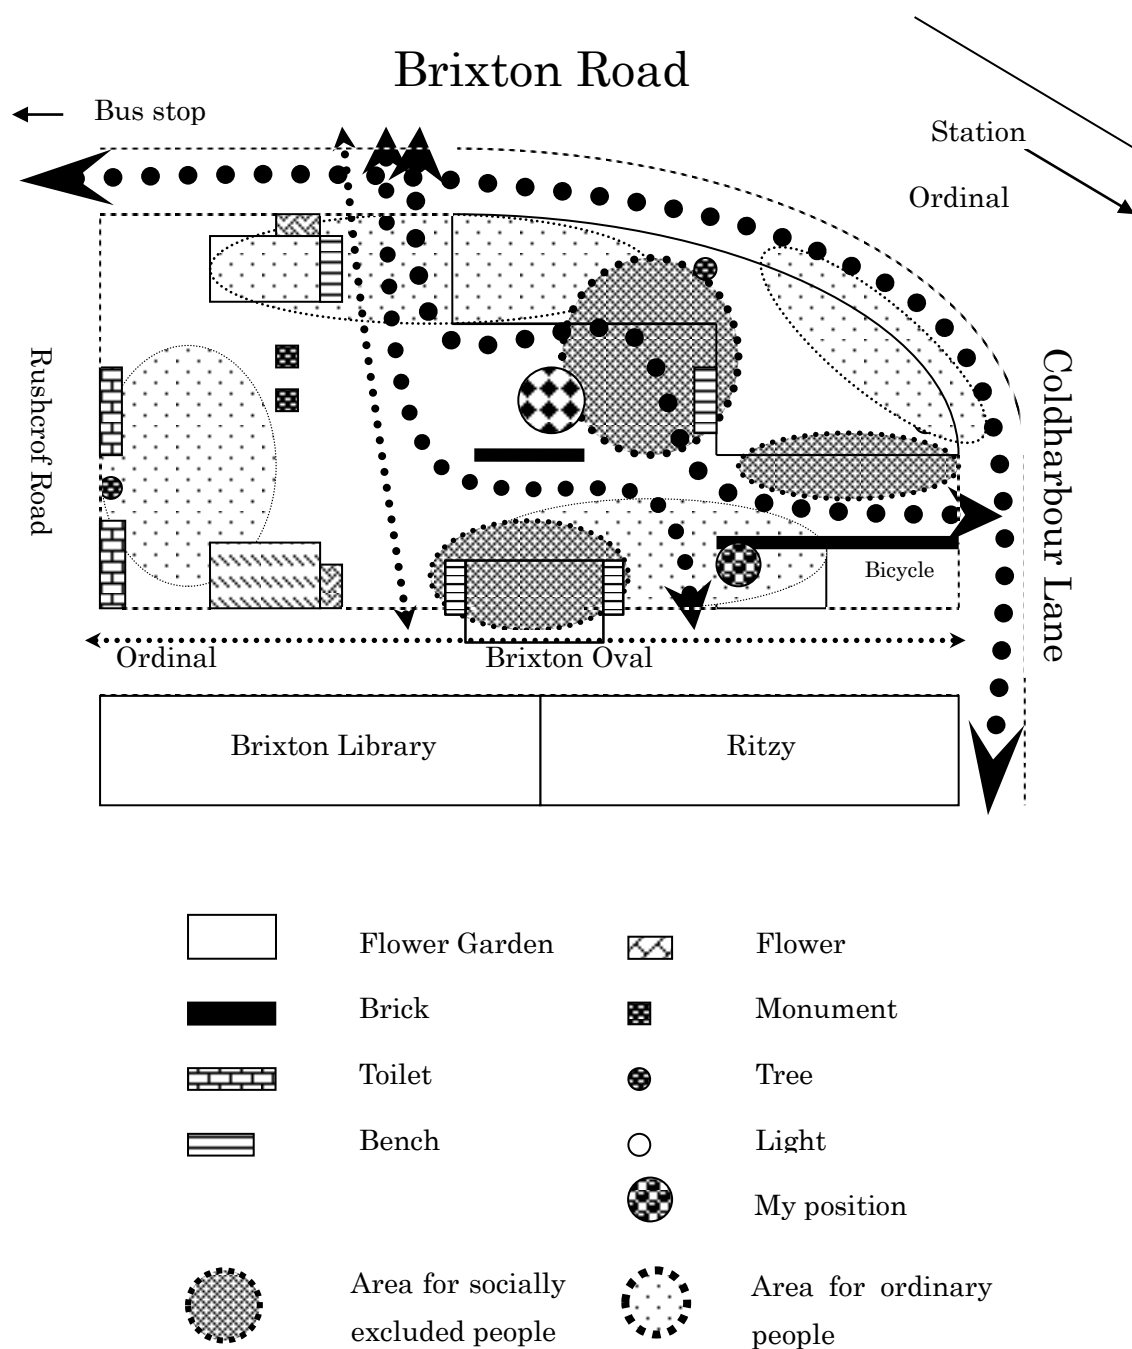 Brixton Road
Bus stop
Station
Ordinal
Rushcrof Road
Coldharbour Lane
Bicycle
Ordinal
Brixton Oval
Brixton Library
Ritzy
Flower Garden
Flower
Brick
Monument
Toilet
Tree
Bench
Light
My position
Area for socially
excluded people
Area for ordinary
people